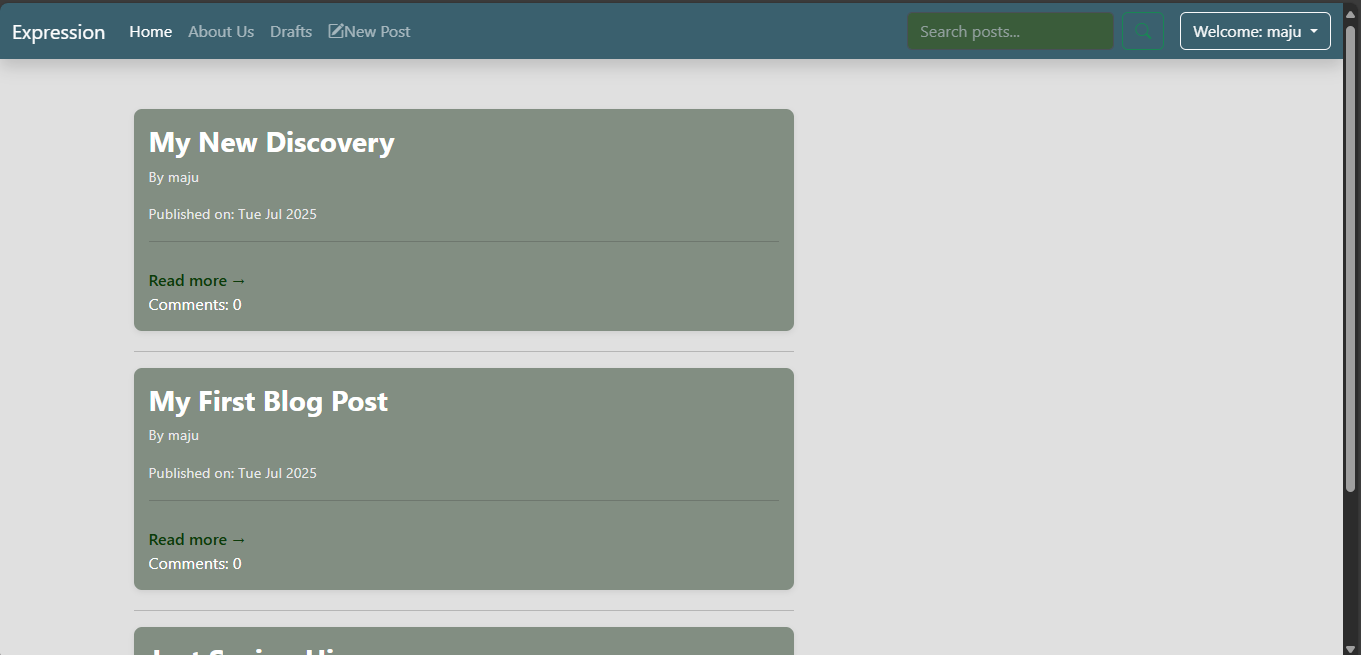 Expression Home About Us Drafts New Post Search posts... Welcome: maju
My New Discovery
By maju
Published on: Tue Jul 2025
Read more →
Comments: 0
My First Blog Post
By maju
Published on: Tue Jul 2025
Read more →
Comments: 0